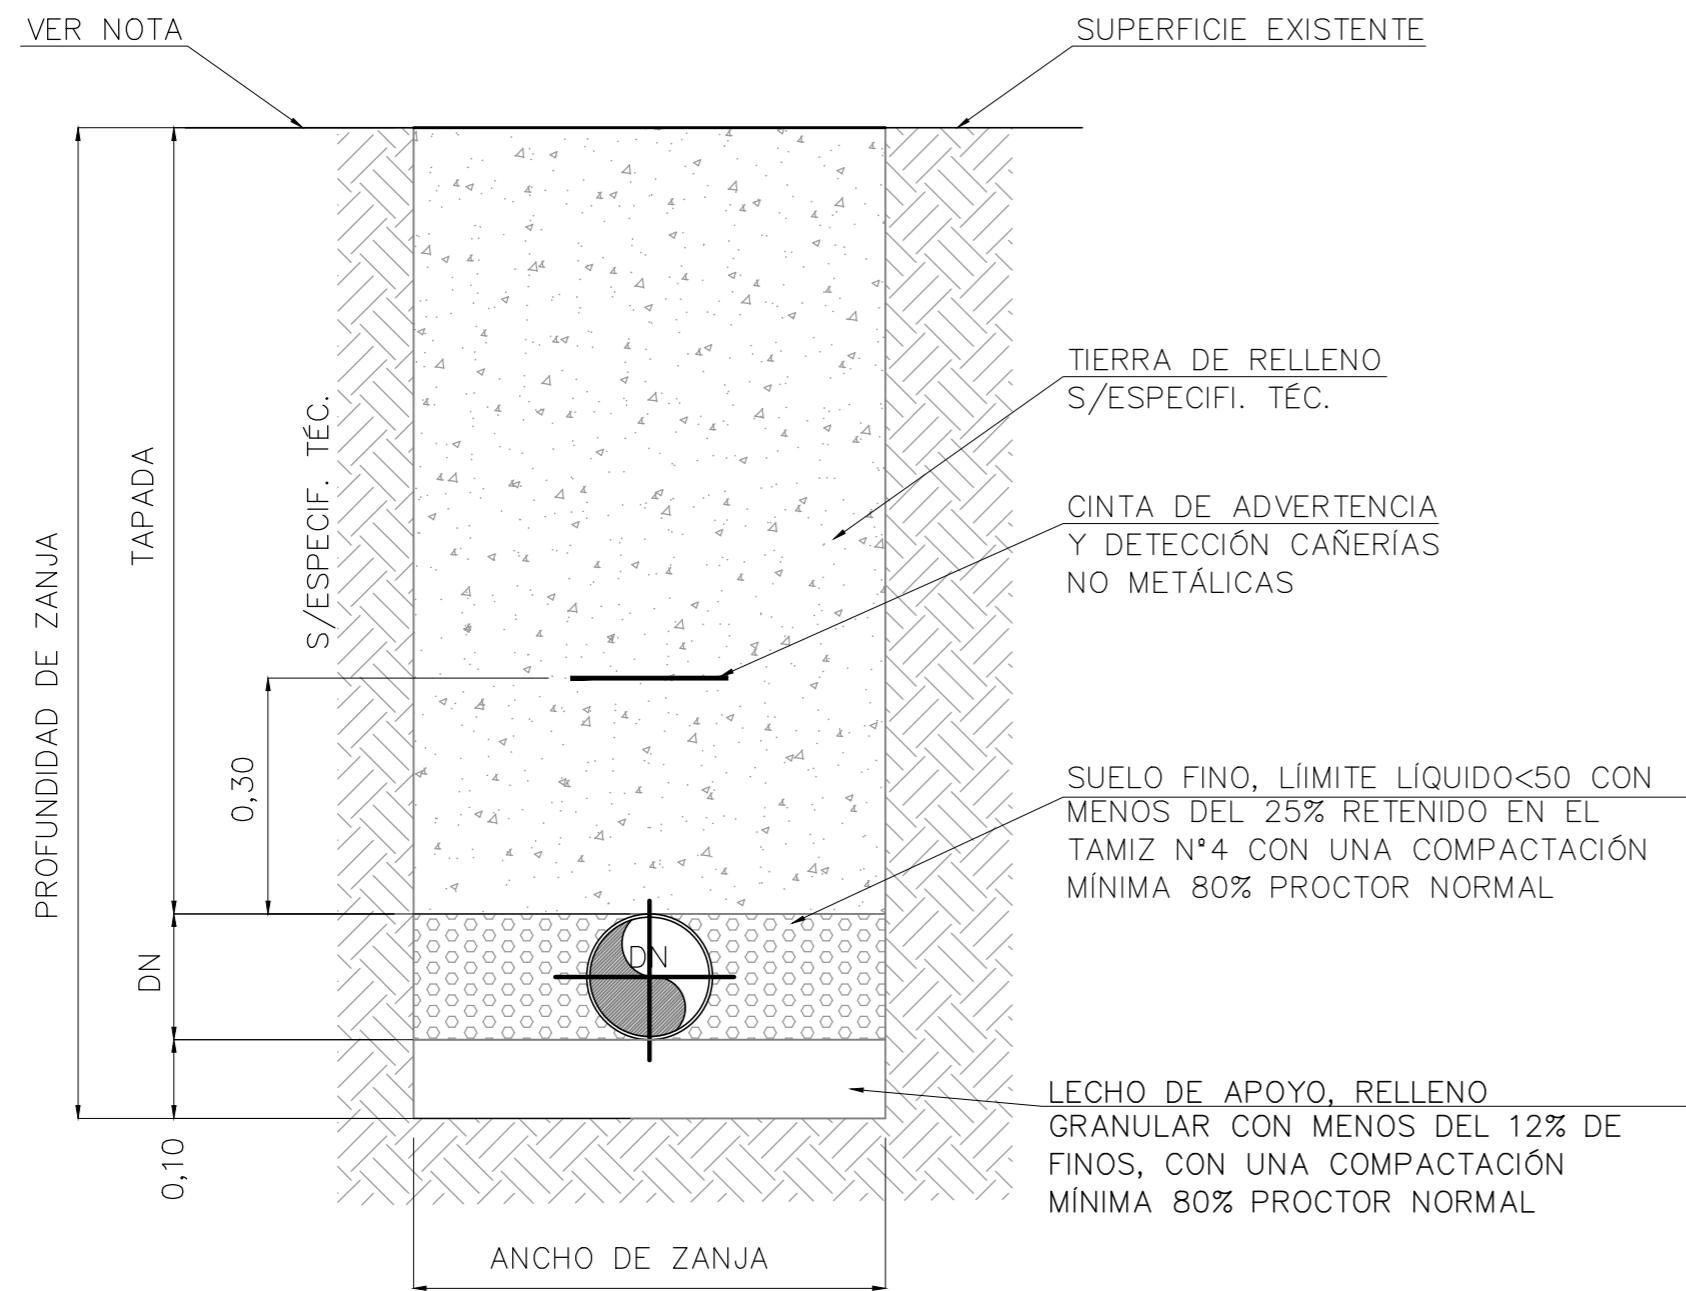 VER NOTA
SUPERFICIE EXISTENTE
TIERRA DE RELLENO
S/ESPECIFI. TÉC.
S/ESPECIF. TÉC.
TAPADA
CINTA DE ADVERTENCIA
Y DETECCIÓN CAÑERÍAS
NO METÁLICAS
PROFUNDIDAD DE ZANJA
0,30
SUELO FINO, LÍIMITE LÍQUIDO<50 CON
MENOS DEL 25% RETENIDO EN EL
TAMIZ N°4 CON UNA COMPACTACIÓN
MÍNIMA 80% PROCTOR NORMAL
DN
DN
LECHO DE APOYO, RELLENO
GRANULAR CON MENOS DEL 12% DE
FINOS, CON UNA COMPACTACIÓN
MÍNIMA 80% PROCTOR NORMAL
0,10
ANCHO DE ZANJA